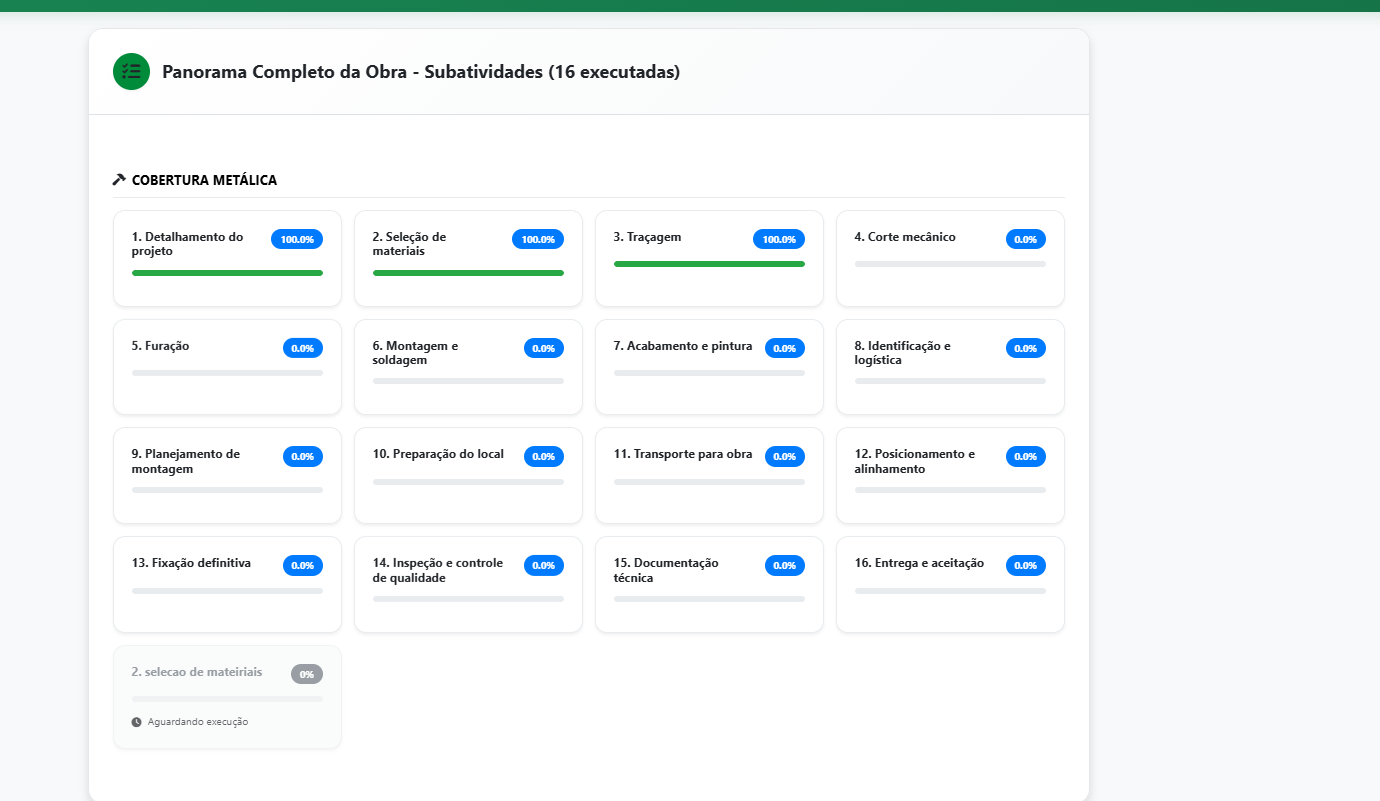 Panorama Completo da Obra - Subatividades (16 executadas)
COBERTURA METÁLICA
1. Detalhamento do
projeto
100.0%
2. Seleção de
materiais
100.0%
3. Traçagem
100.0%
4. Corte mecânico
0.0%
5. Furação
0.0%
6. Montagem e
soldagem
0.0%
7. Acabamento e pintura
0.0%
8. Identificação e
logística
0.0%
9. Planejamento de
montagem
0.0%
10. Preparação do local
0.0%
11. Transporte para obra
0.0%
12. Posicionamento e
alinhamento
0.0%
13. Fixação definitiva
0.0%
14. Inspeção e controle
de qualidade
0.0%
15. Documentação
técnica
0.0%
16. Entrega e aceitação
0.0%
2. selecao de mateiriais
0%
Aguardando execução